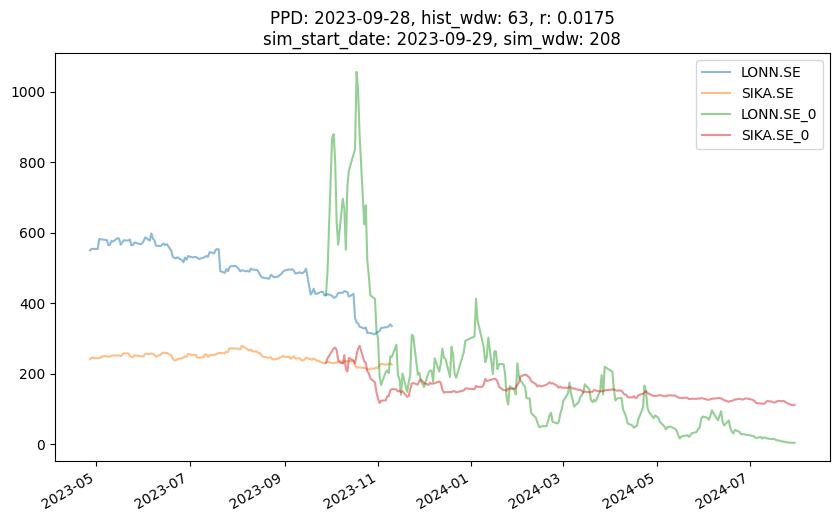 PPD: 2023-09-28, hist_wdw: 63, r: 0.0175
sim_start_date: 2023-09-29, sim_wdw: 208
LONN.SE
SIKA.SE
LONN.SE_0
SIKA.SE_0
1000
800
600
400
200
0
2023-05
2023-07
2023-09
2023-11
2024-01
2024-03
2024-05
2024-07